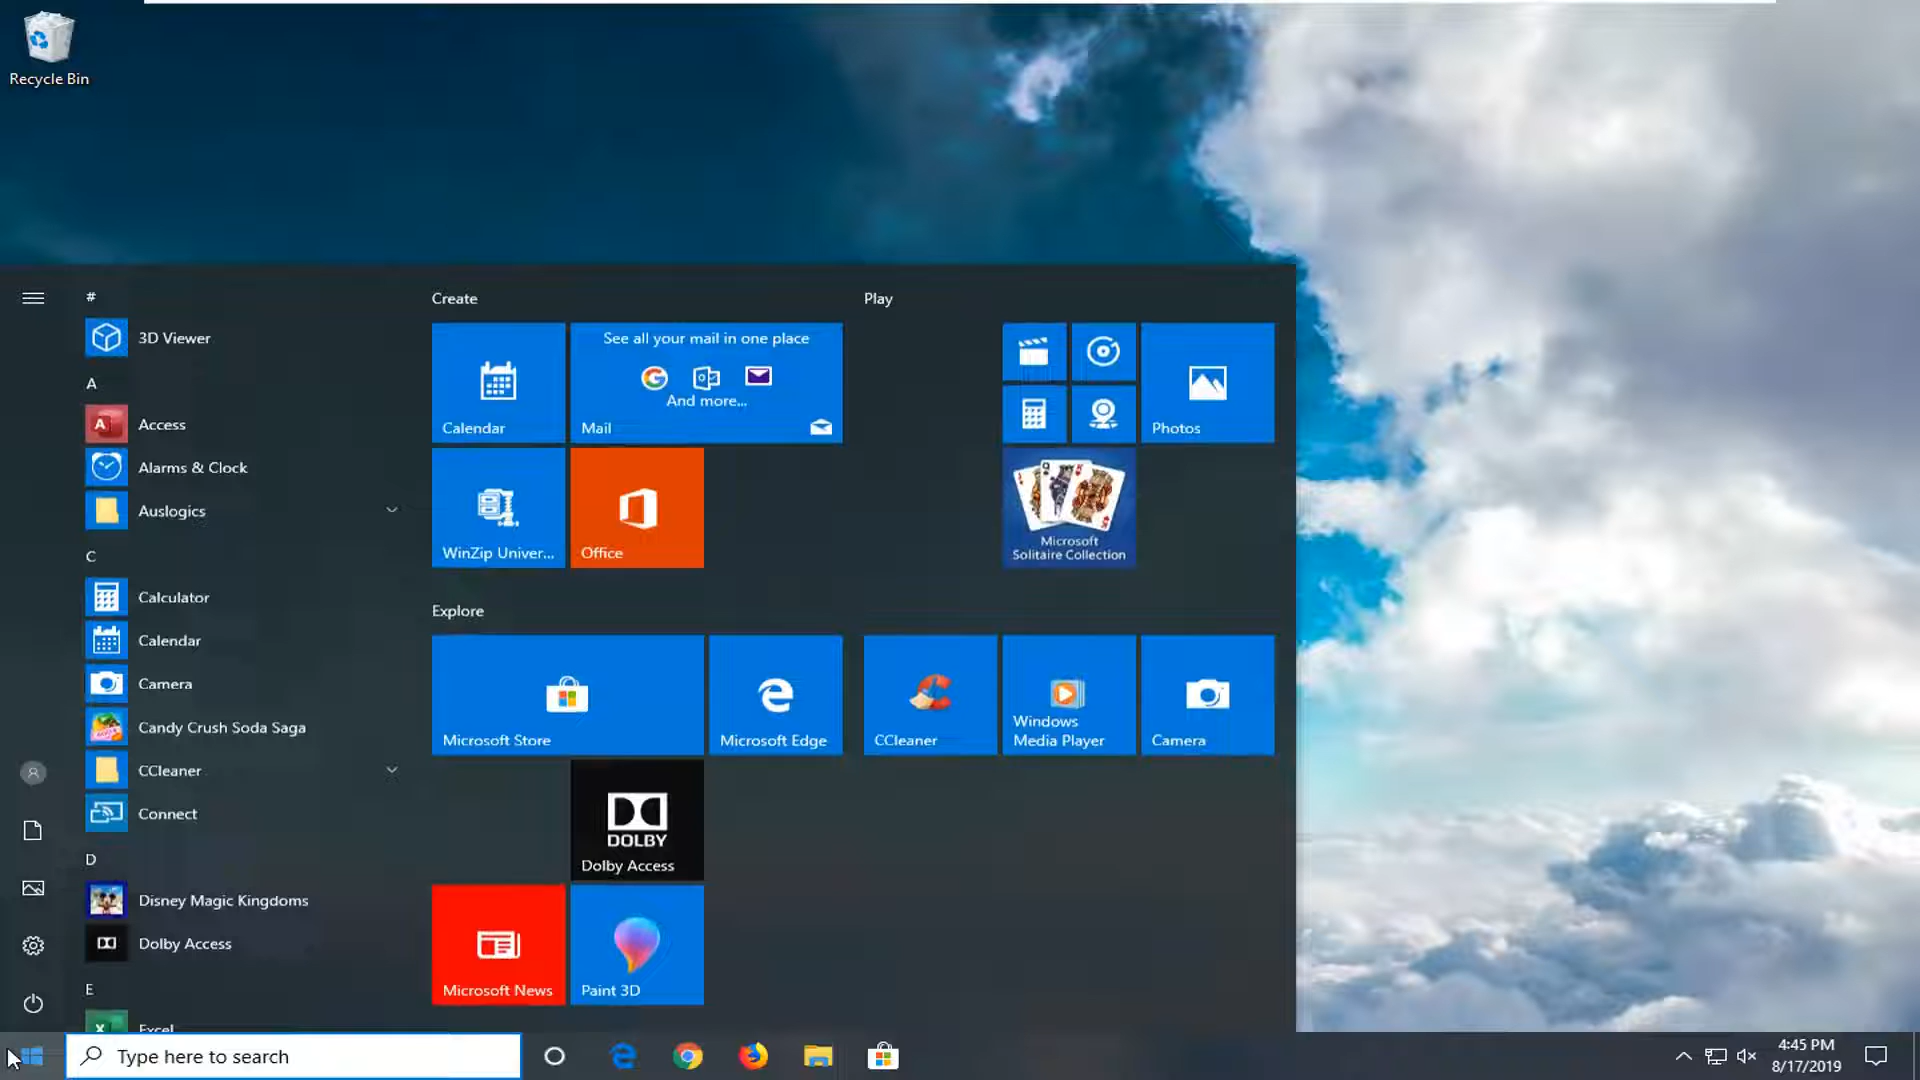 Recycle Bin
#
3D Viewer
A
Access
Alarms & Clock
Auslogics
C
Calculator
Calendar
Camera
Candy Crush Soda Saga
CCleaner
Connect
D
Disney Magic Kingdoms
Dolby Access
E
Excel
Create
Calendar
See all your mail in one place
And more...
Mail
WinZip Univer...
Office
Play
Photos
Microsoft
Solitaire Collection
Explore
Microsoft Store
Microsoft Edge
CCleaner
Windows
Media Player
Camera
DOLBY
Dolby Access
Microsoft News
Paint 3D
Type here to search
4:45 PM
8/17/2019